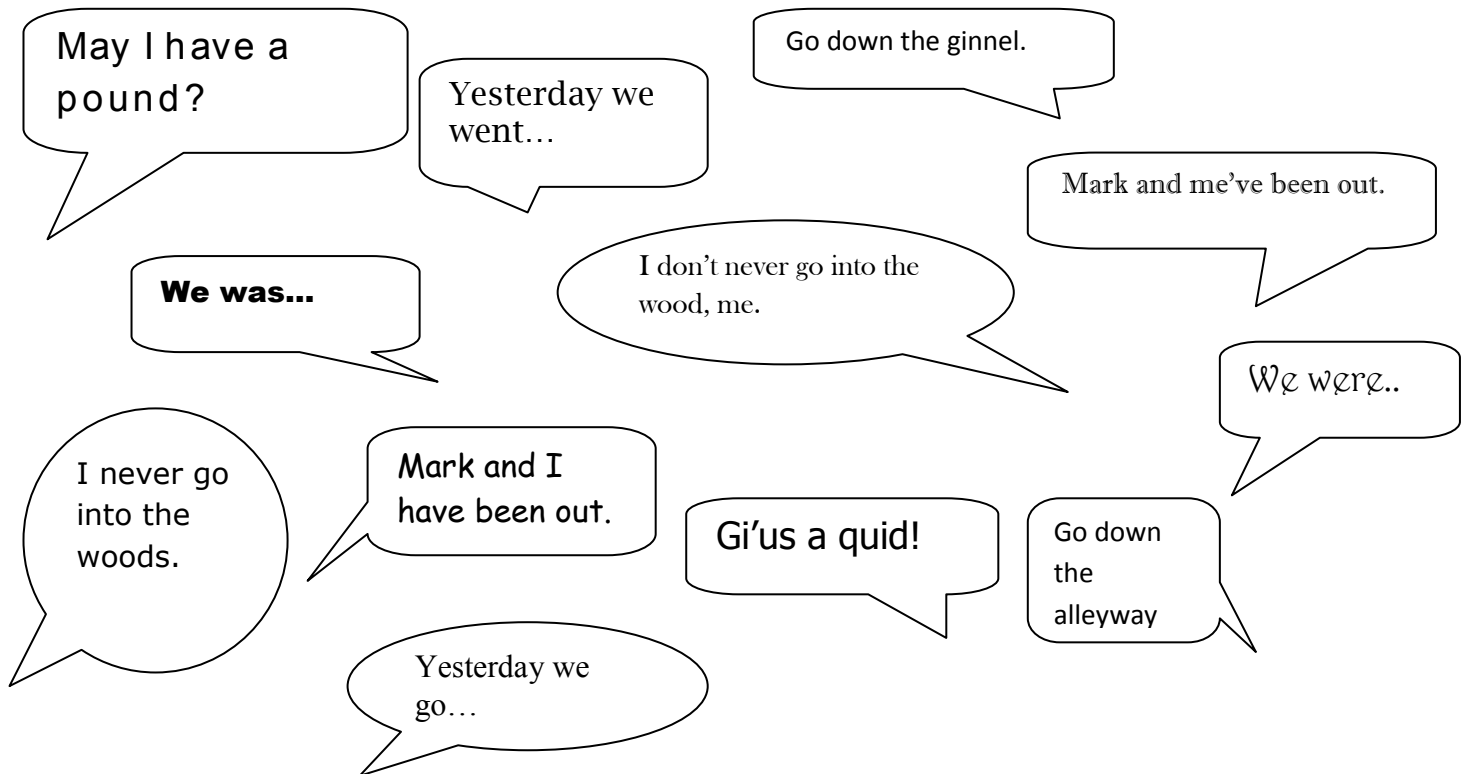 May I have a
pound?
Yesterday we
went…
Go down the ginnel.
Mark and me’ve been out.
We was…
I don’t never go into the
wood, me.
We were..
I never go
into the
woods.
Mark and I
have been out.
Gi’us a quid!
Go down
the
alleyway
Yesterday we
go…